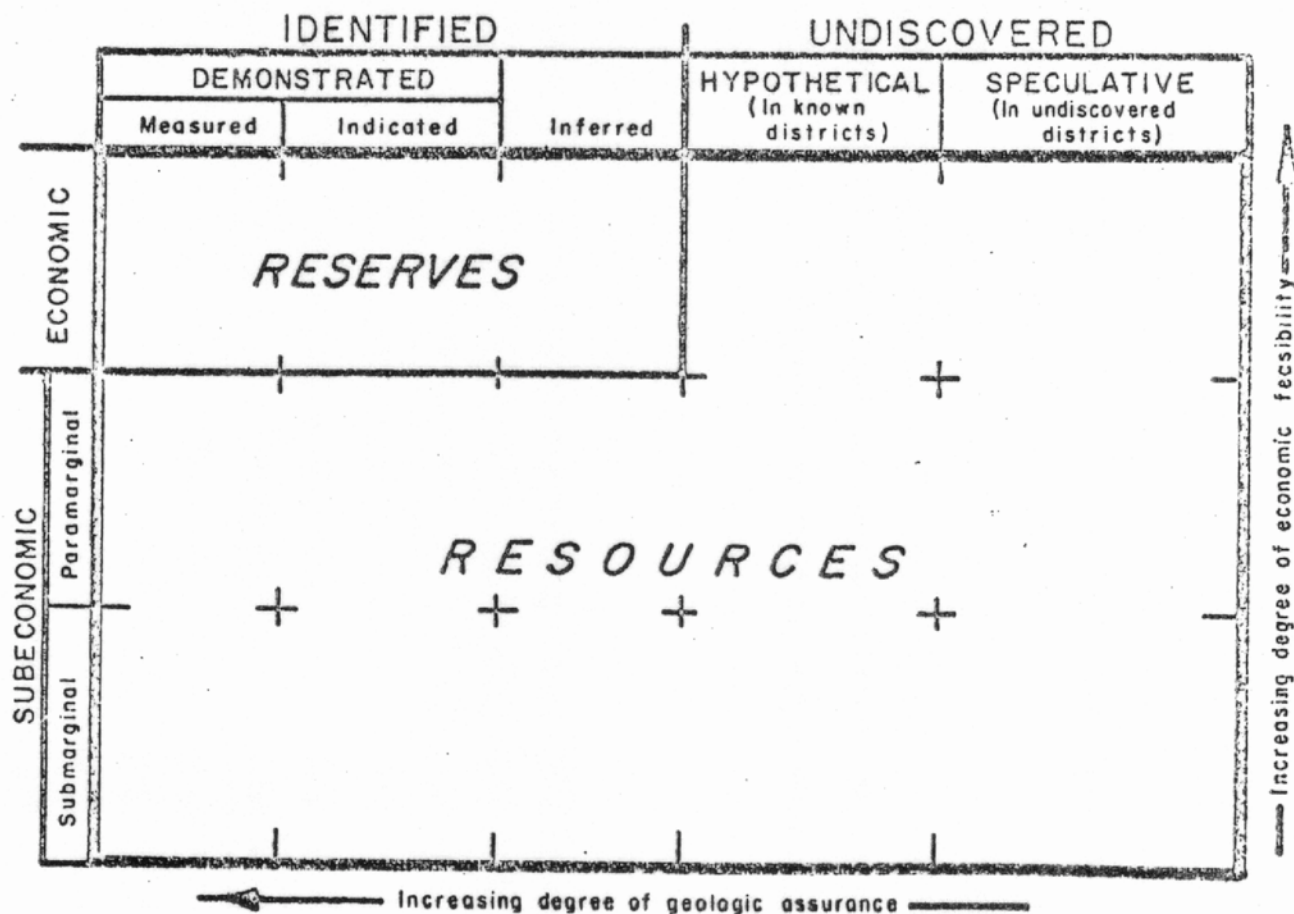 IDENTIFIED
UNDISCOVERED
DEMONSTRATED
Measured
Indicated
Inferred
HYPOTHETICAL
(In known
districts)
SPECULATIVE
(In undiscovered
districts)
ECONOMIC
RESERVES
SUBECONOMIC
Paramarginal
Submarginal
RESOURCES
Increasing degree of economic fecsibility
Increasing degree of geologic assurance